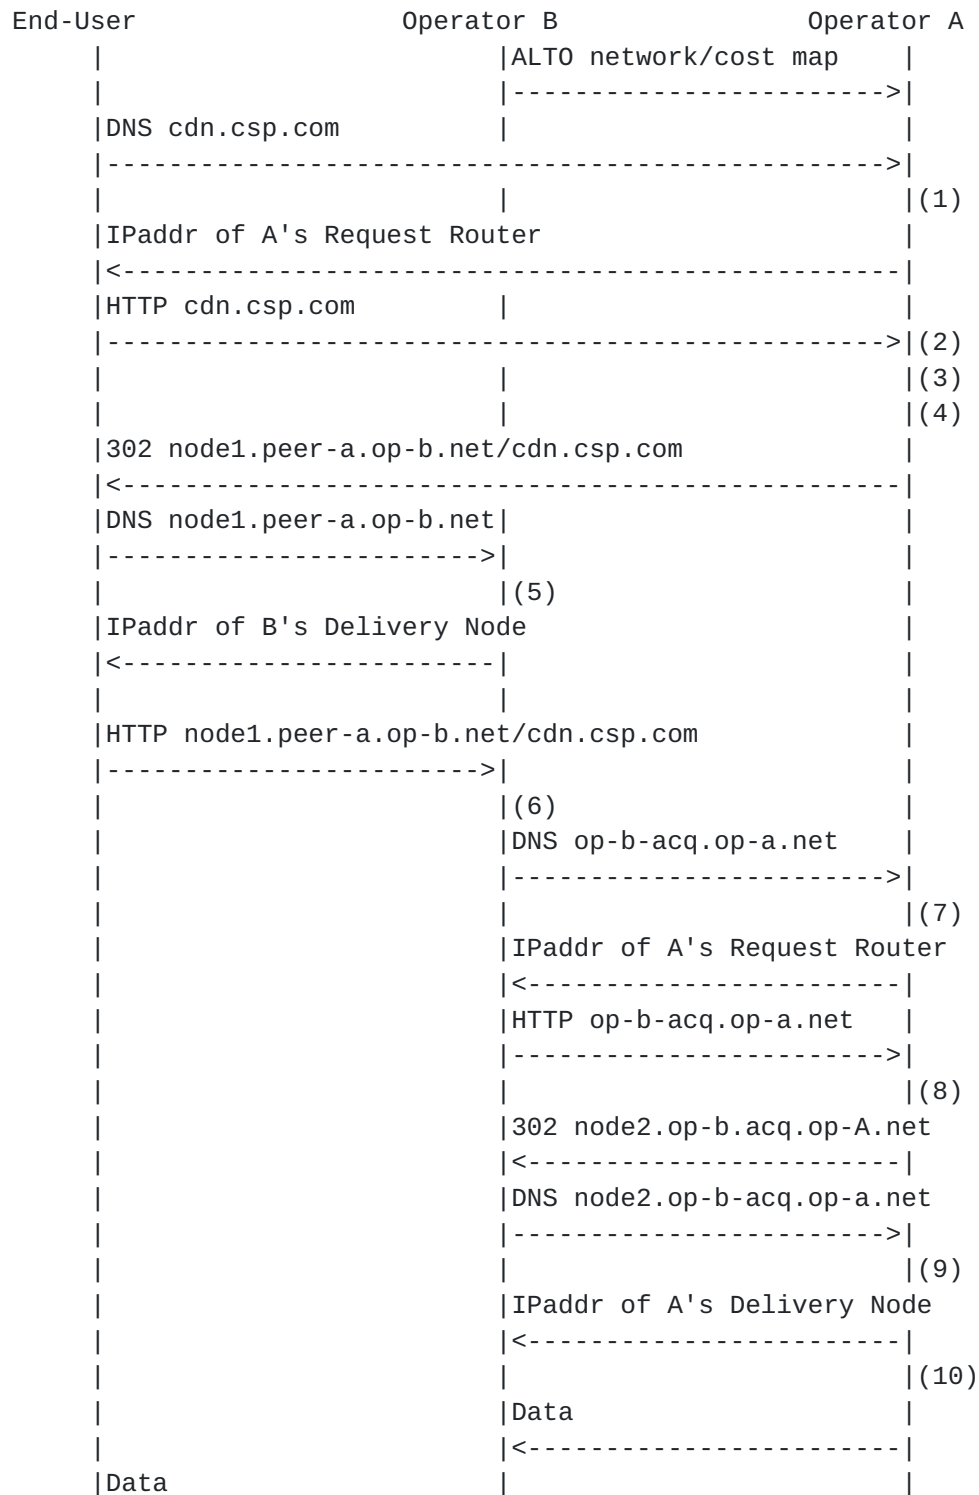 End-User                 Operator B                Operator A
      |                         |ALTO network/cost map    |
      |                         |------------------------>|
      |DNS cdn.csp.com          |                         |
      |-------------------------------------------------->|
      |                         |                         |(1)
      |IPaddr of A's Request Router                       |
      |<--------------------------------------------------|
      |HTTP cdn.csp.com         |                         |
      |-------------------------------------------------->|(2)
      |                         |                         |(3)
      |                         |                         |(4)
      |302 node1.peer-a.op-b.net/cdn.csp.com              |
      |<--------------------------------------------------|
      |DNS node1.peer-a.op-b.net|                         |
      |------------------------>|                         |
      |                         |(5)                      |
      |IPaddr of B's Delivery Node                        |
      |<------------------------|                         |
      |                         |                         |
      |HTTP node1.peer-a.op-b.net/cdn.csp.com             |
      |------------------------>|                         |
      |                         |(6)                      |
      |                         |DNS op-b-acq.op-a.net    |
      |                         |------------------------>|
      |                         |                         |(7)
      |                         |IPaddr of A's Request Router
      |                         |<------------------------|
      |                         |HTTP op-b-acq.op-a.net   |
      |                         |------------------------>|
      |                         |                         |(8)
      |                         |302 node2.op-b.acq.op-A.net
      |                         |<------------------------|
      |                         |DNS node2.op-b-acq.op-a.net
      |                         |------------------------>|
      |                         |                         |(9)
      |                         |IPaddr of A's Delivery Node
      |                         |<------------------------|
      |                         |                         |(10)
      |                         |Data                     |
      |                         |<------------------------|
      |Data                     |                         |